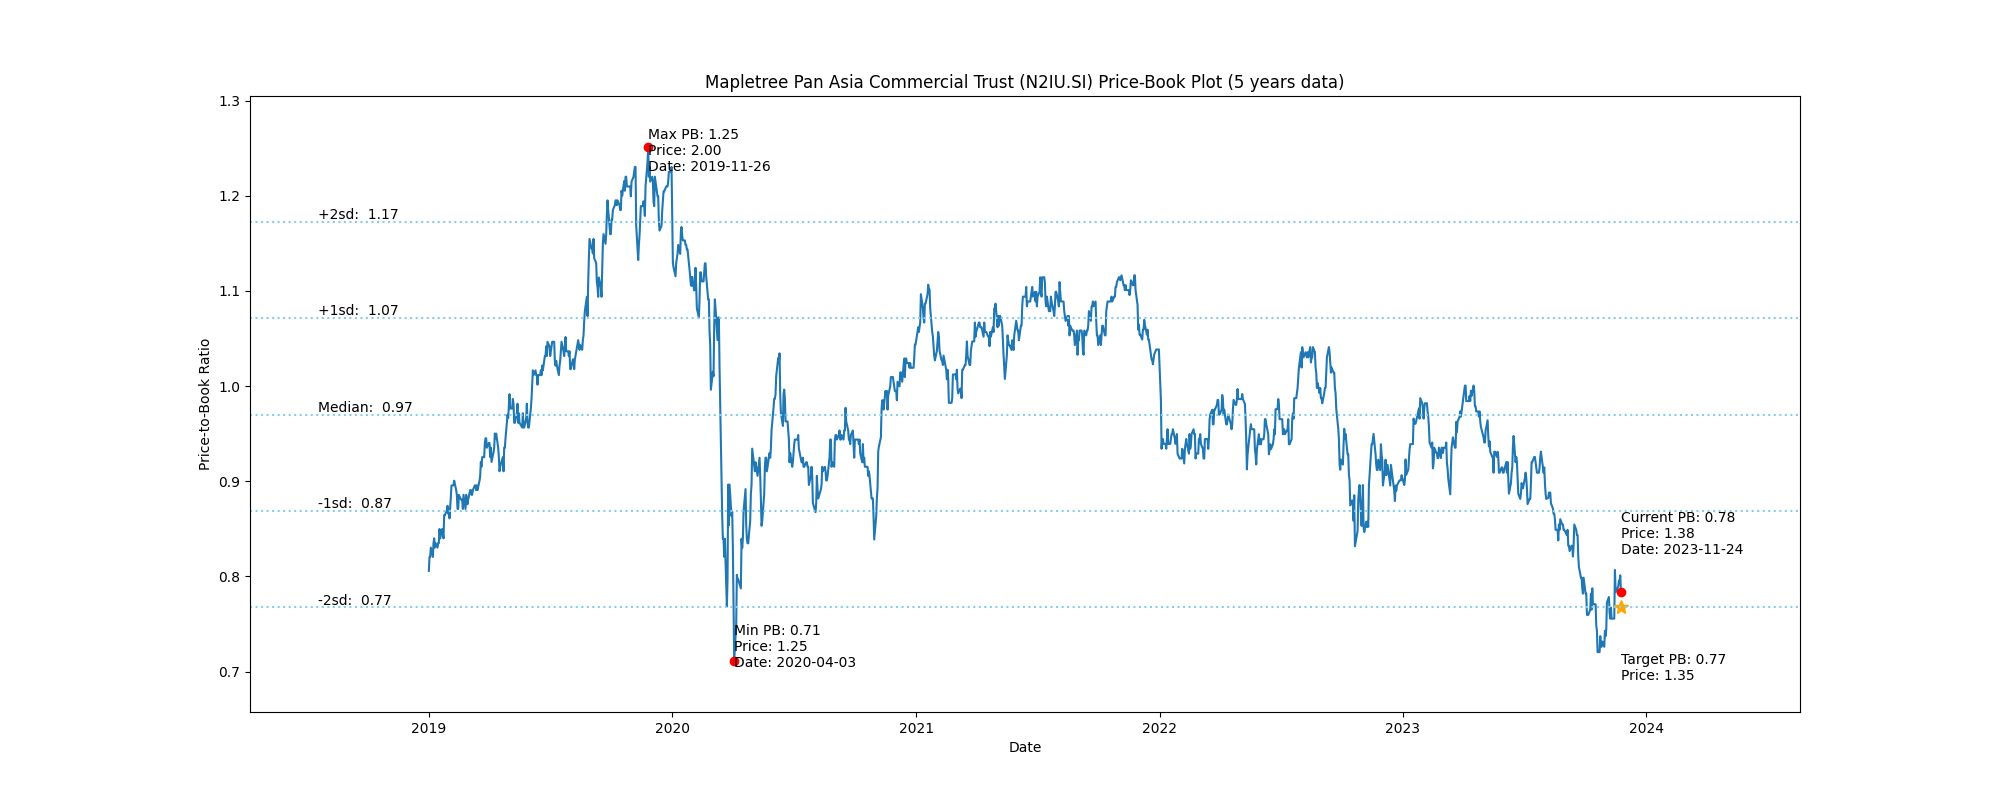 Mapletree Pan Asia Commercial Trust (N2IU.SI) Price-Book Plot (5 years data)
Price-to-Book Ratio
1.3
1.2
1.1
1.0
0.9
0.8
0.7
Max PB: 1.25
Price: 2.00
Date: 2019-11-26
+2sd:  1.17
+1sd:  1.07
Median:  0.97
-1sd:  0.87
-2sd:  0.77
Current PB: 0.78
Price: 1.38
Date: 2023-11-24
Min PB: 0.71
Price: 1.25
Date: 2020-04-03
Target PB: 0.77
Price: 1.35
2019
2020
2021
2022
2023
2024
Date